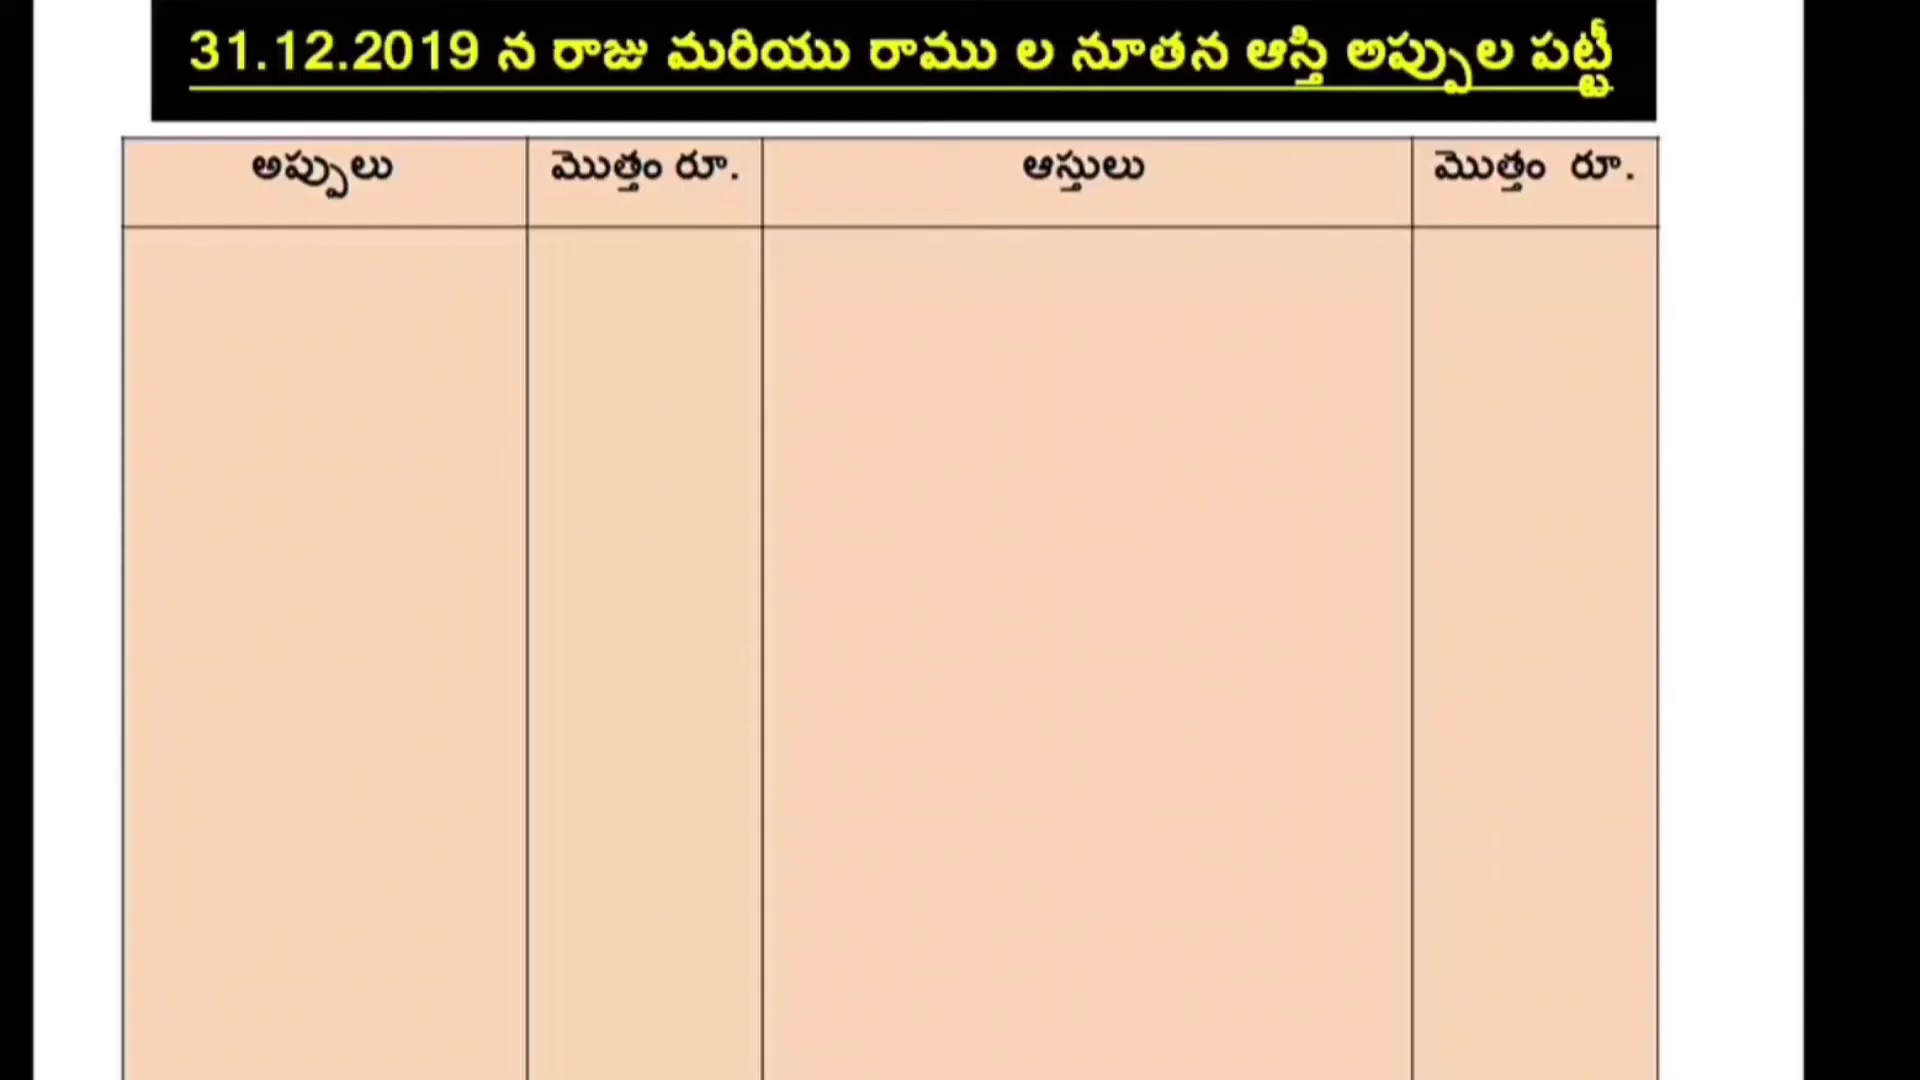 31.12.2019 న రాజు మరియు రాము ల నూతన ఆస్తి అప్పుల పట్టీ
అప్పులు మొత్తం రూ. ఆస్తులు మొత్తం రూ.